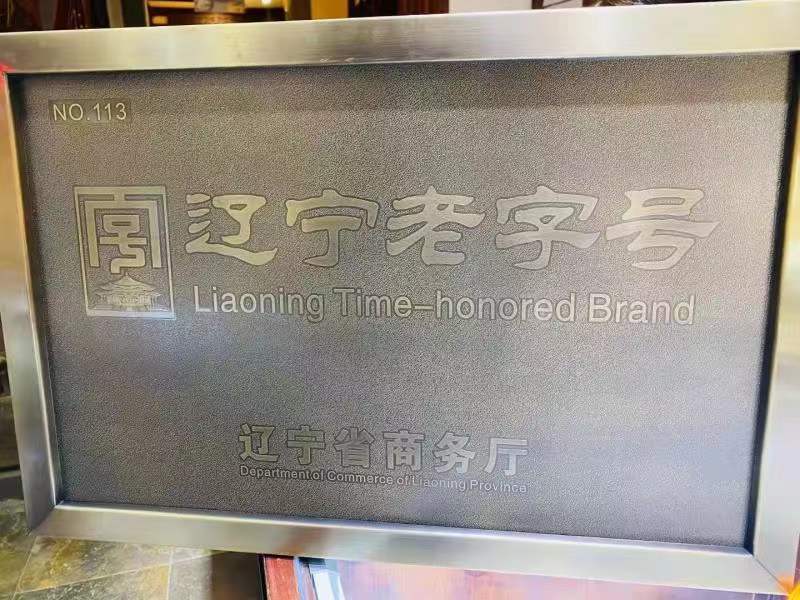 NO.113
辽宁老字号
Liaoning Time-honored Brand
辽宁省商务厅
Department of Commerce of Liaoning Province